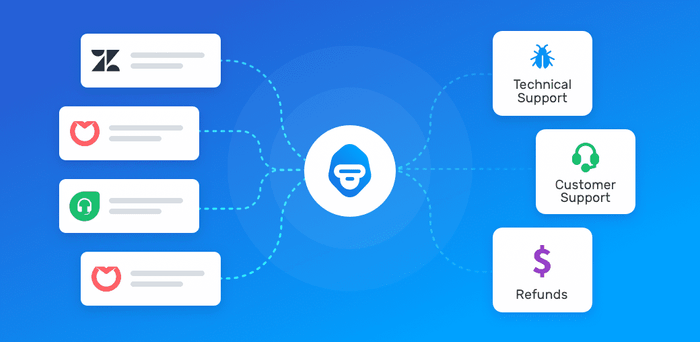 Technical
Support
Customer
Support
Refunds